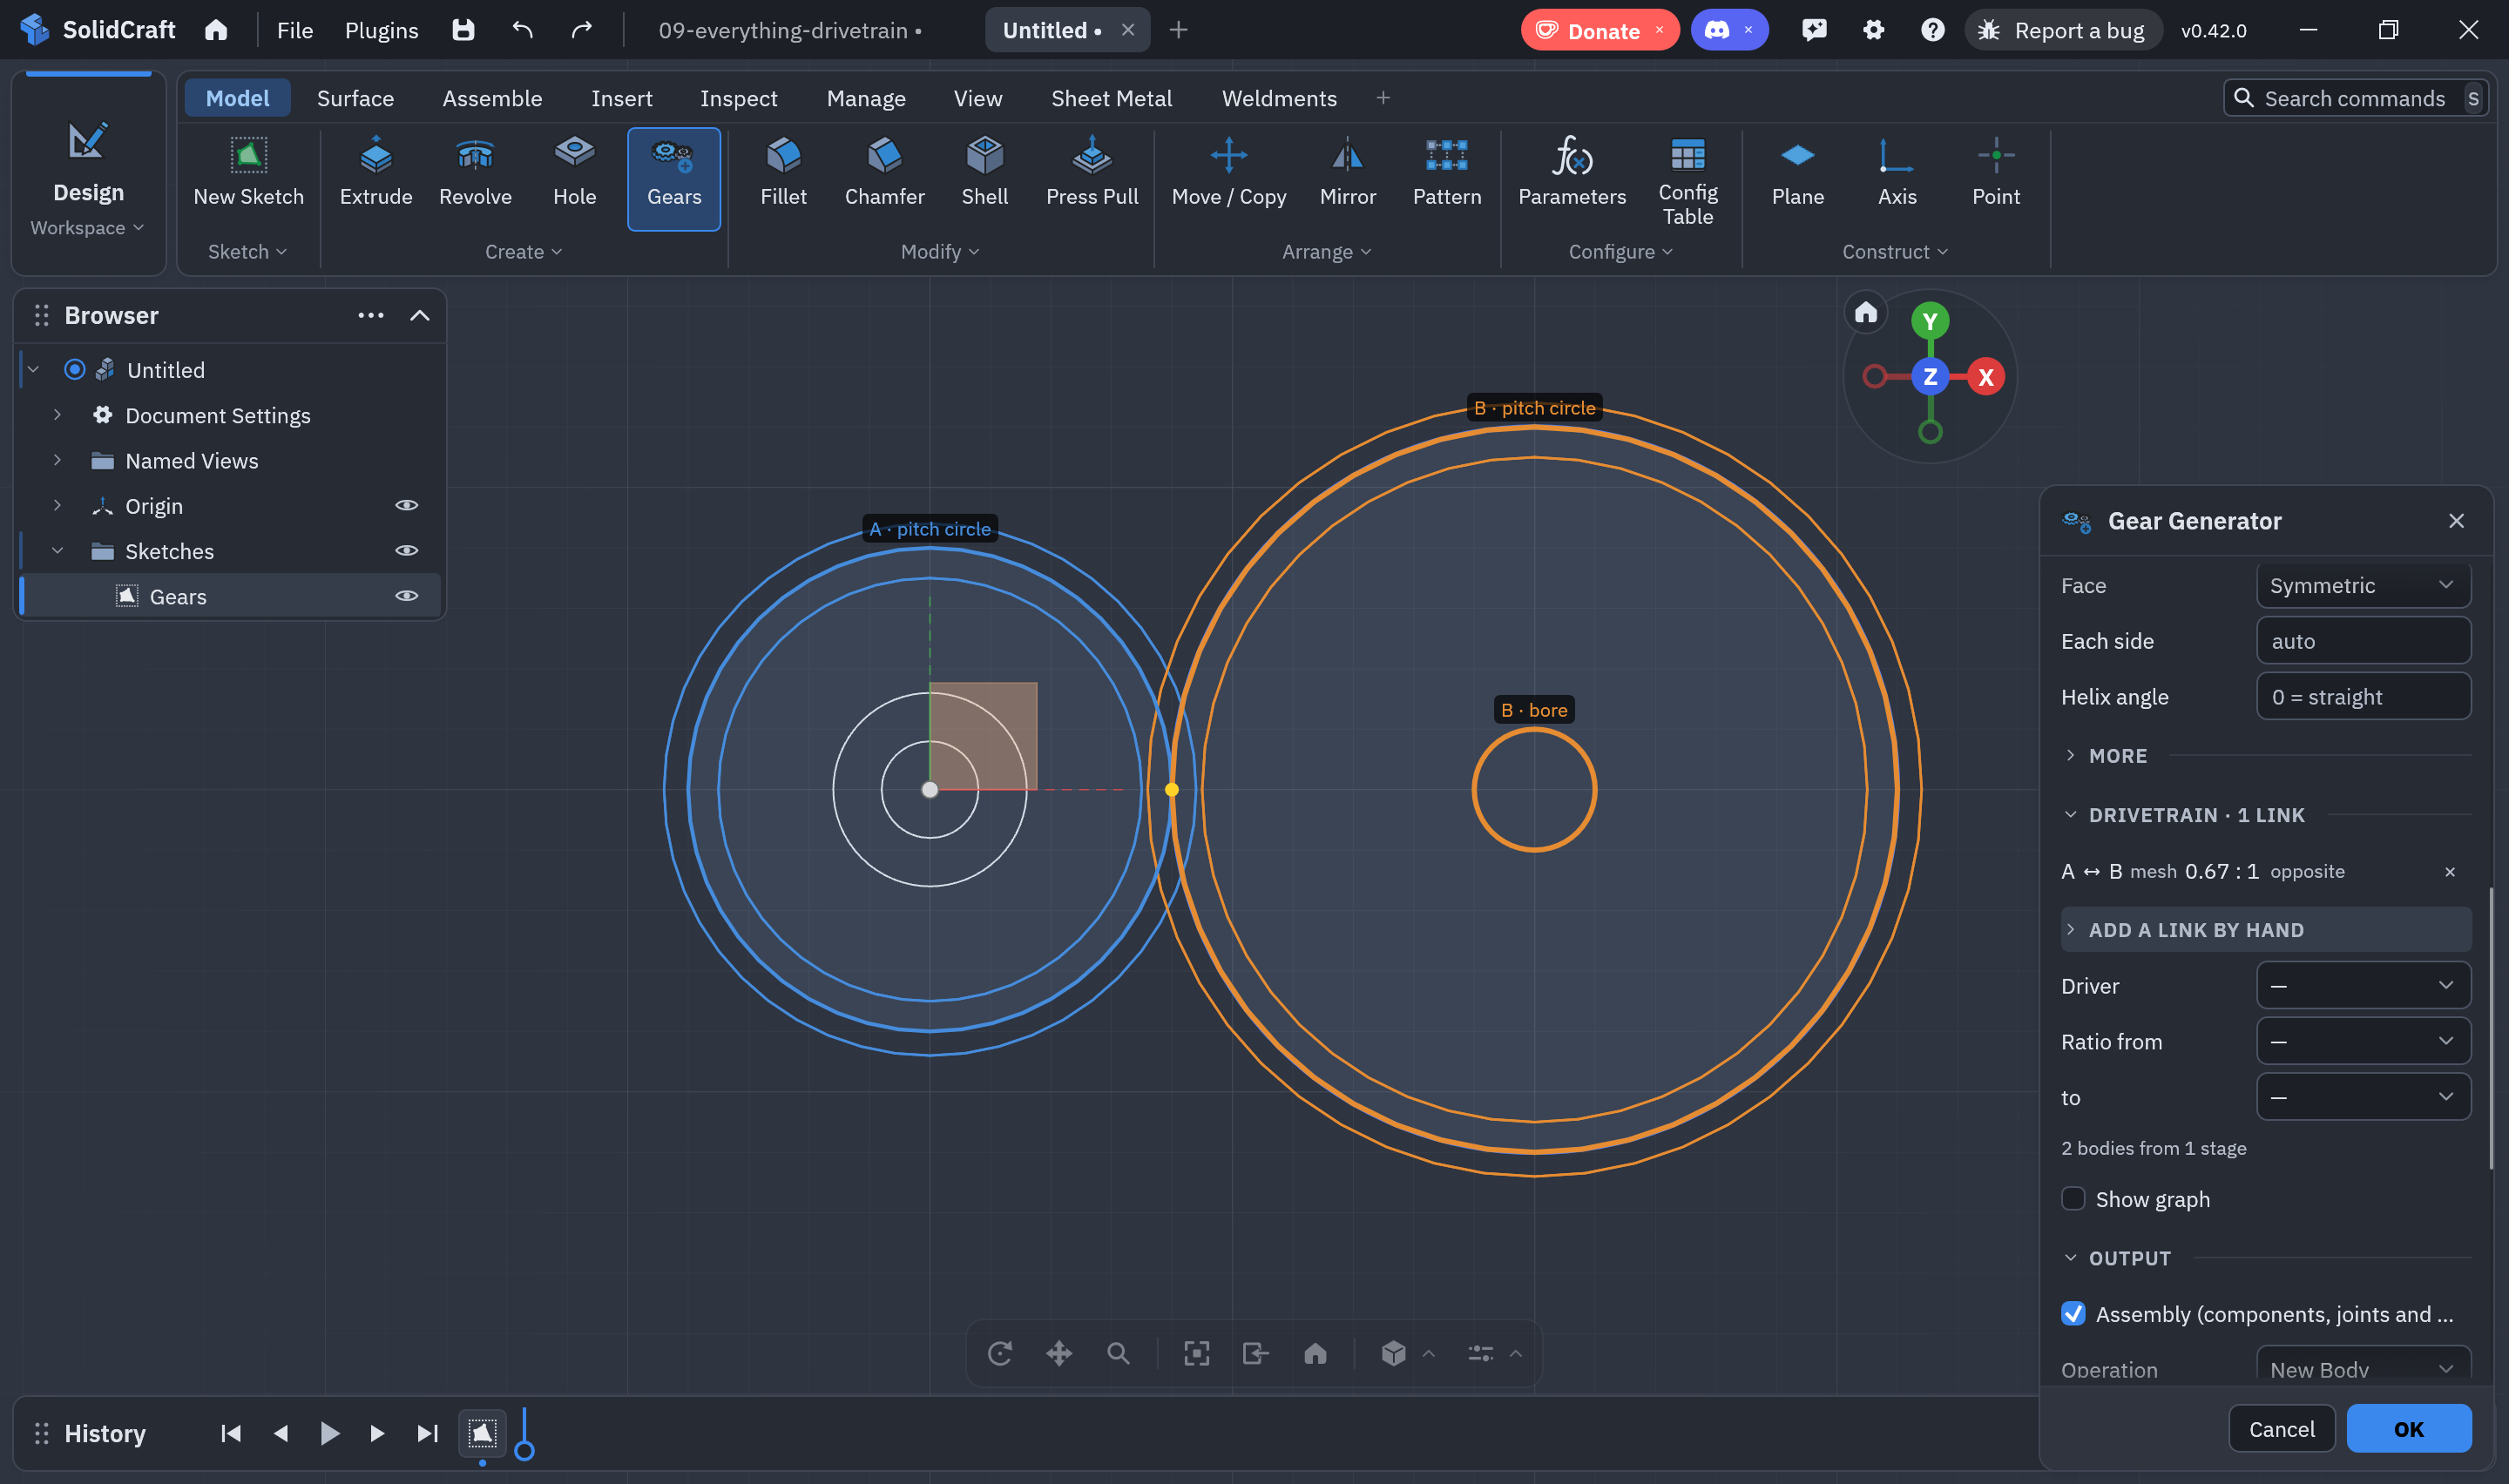 SolidCraft File Plugins 09-everything-drivetrain • Untitled • Donate × × Report a bug v0.42.0
Model Surface Assemble Insert Inspect Manage View Sheet Metal Weldments Search commands S
Design
Workspace
New Sketch Extrude Revolve Hole Gears Fillet Chamfer Shell Press Pull Move / Copy Mirror Pattern Parameters Config Table Plane Axis Point
Sketch Create Modify Arrange Configure Construct
Browser
Untitled
Document Settings
Named Views
Origin
Sketches
Gears
A · pitch circle
B · pitch circle
B · bore
Y
Z X
Gear Generator
Face Symmetric
Each side auto
Helix angle 0 = straight
MORE
DRIVETRAIN · 1 LINK
A ↔ B mesh 0.67 : 1 opposite ×
ADD A LINK BY HAND
Driver —
Ratio from —
to —
2 bodies from 1 stage
Show graph
OUTPUT
Assembly (components, joints and ...
Operation New Body
Cancel OK
History